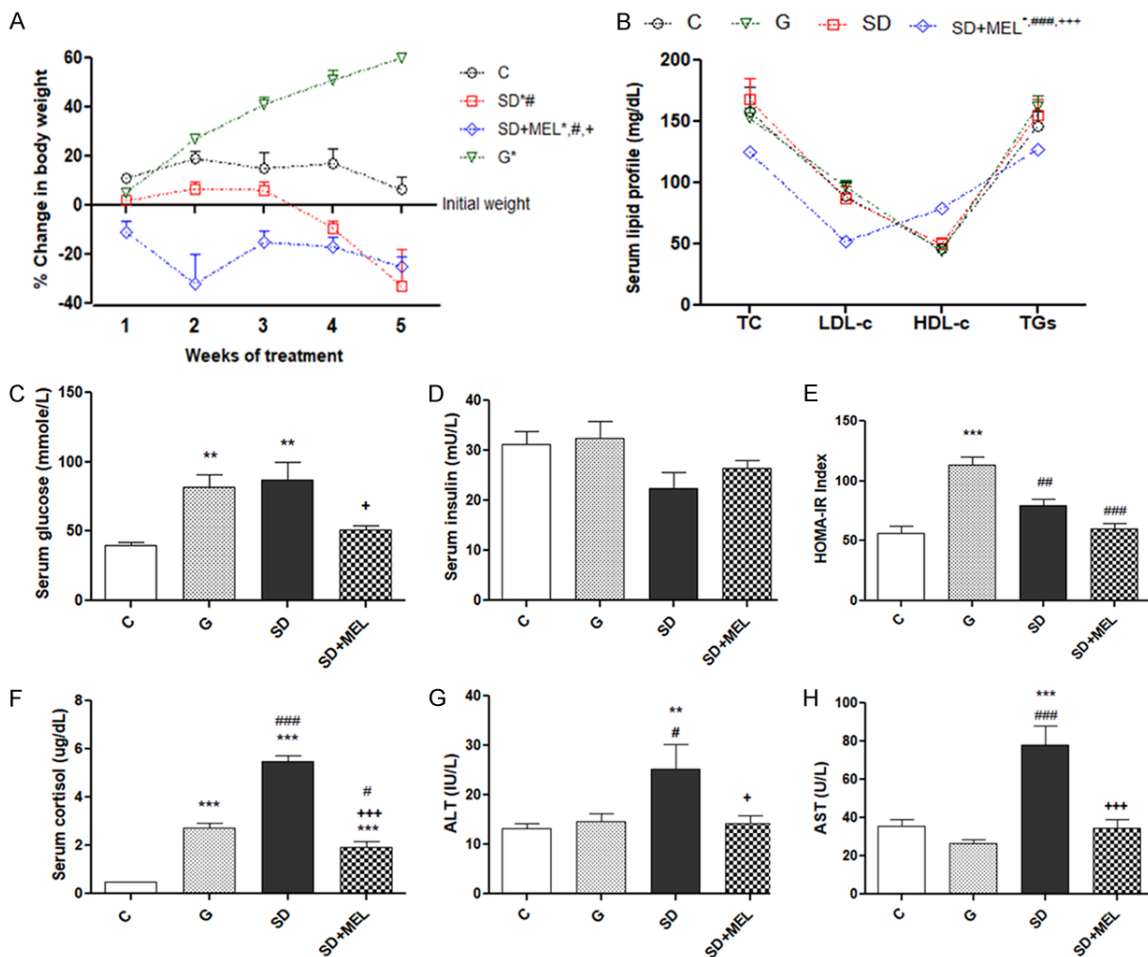 A
% Change in body weight
60
40
20
0
-20
-40
1 2 3 4 5
Weeks of treatment
Initial weight
C
SD*#
SD+MEL*,#,+
G*
B
C G SD SD+MEL*,###,+++
Serum lipid profile (mg/dL)
200
150
100
50
0
TC LDL-c HDL-c TGs
C
Serum glucose (mmole/L)
150
100
50
0
** ** +
C G SD SD+MEL
D
Serum insulin (mU/L)
40
30
20
10
0
C G SD SD+MEL
E
HOMA-IR Index
150
100
50
0
*** ## ###
C G SD SD+MEL
F
Serum cortisol (ug/dL)
8
6
4
2
0
***
###
***
#
+++
***
C G SD SD+MEL
G
ALT (IU/L)
40
30
20
10
0
**
#
+
C G SD SD+MEL
H
AST (U/L)
100
80
60
40
20
0
***
###
+++
C G SD SD+MEL